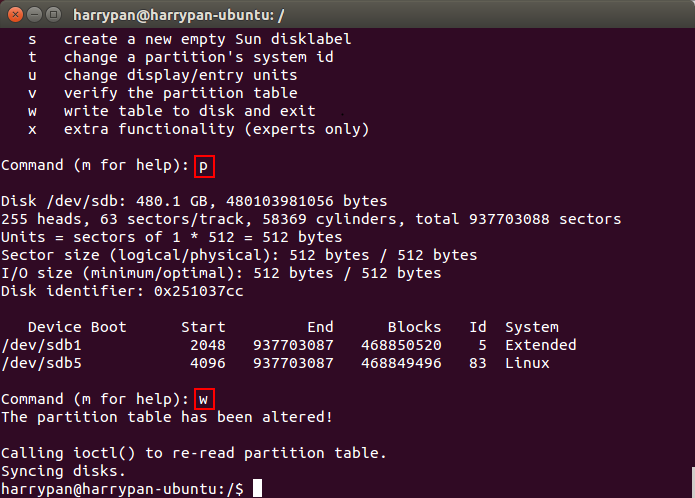 harrypan@harrypan-ubuntu: /
s   create a new empty Sun disklabel
t   change a partition's system id
u   change display/entry units
v   verify the partition table
w   write table to disk and exit
x   extra functionality (experts only)
Command (m for help): p
Disk /dev/sdb: 480.1 GB, 480103981056 bytes
255 heads, 63 sectors/track, 58369 cylinders, total 937703088 sectors
Units = sectors of 1 * 512 = 512 bytes
Sector size (logical/physical): 512 bytes / 512 bytes
I/O size (minimum/optimal): 512 bytes / 512 bytes
Disk identifier: 0x251037cc
   Device Boot      Start         End      Blocks   Id  System
/dev/sdb1            2048   937703087   468850520    5  Extended
/dev/sdb5            4096   937703087   468849496   83  Linux
Command (m for help): w
The partition table has been altered!
Calling ioctl() to re-read partition table.
Syncing disks.
harrypan@harrypan-ubuntu:/$